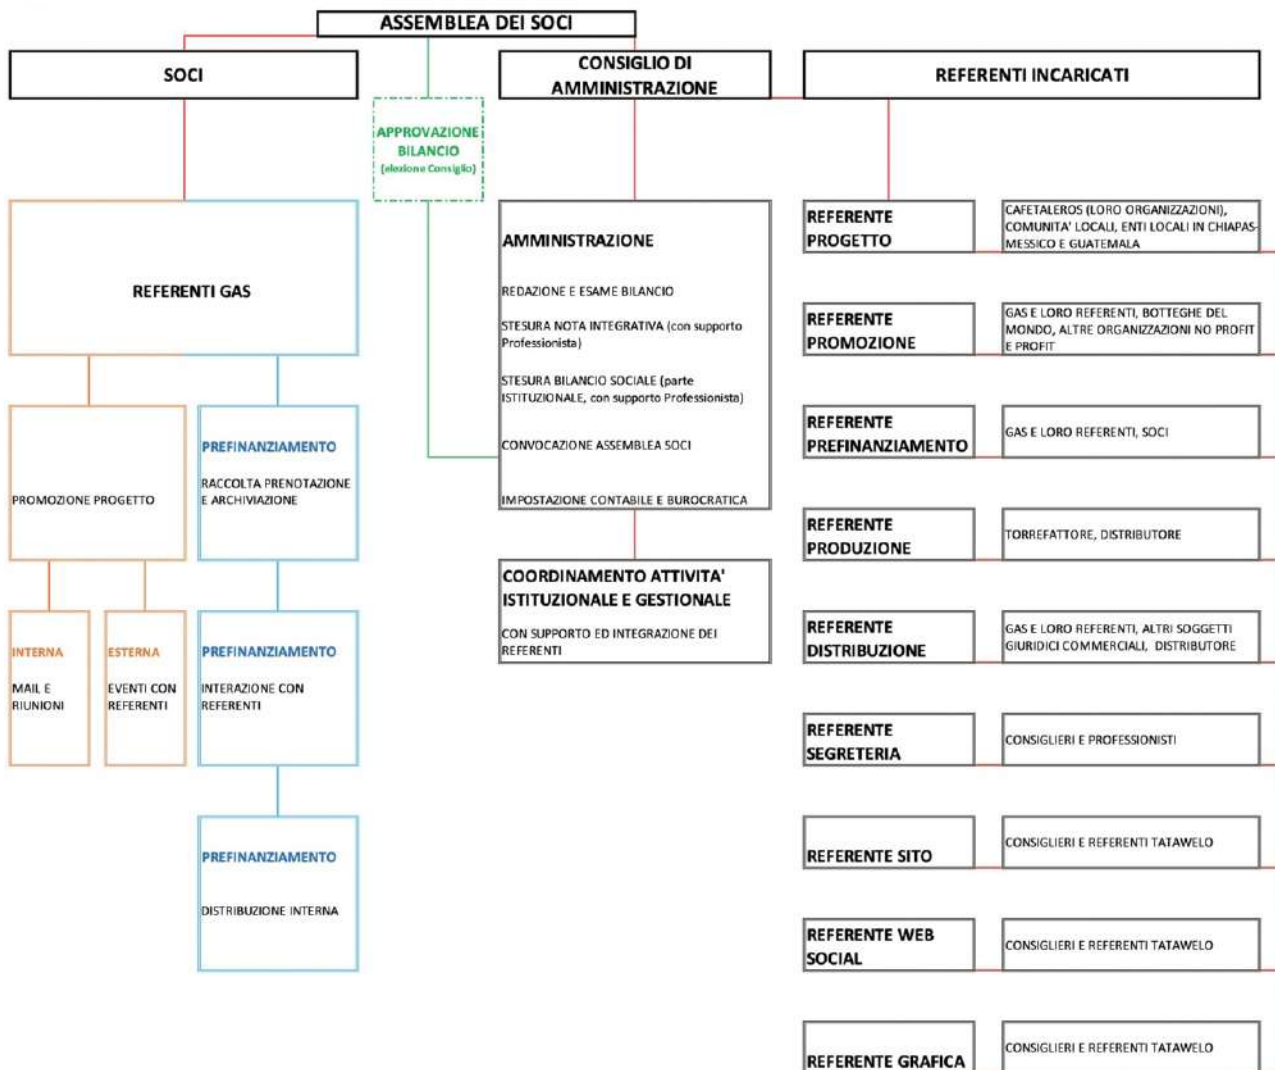 ASSEMBLEA DEI SOCI
SOCI
CONSIGLIO DI
AMMINISTRAZIONE
REFERENTI INCARICATI
APPROVAZIONE
BILANCIO
(elezione Consiglio)
REFERENTI GAS
PROMOZIONE PROGETTO
PREFINANZIAMENTO
RACCOLTA PRENOTAZIONE
E ARCHIVIAZIONE
INTERNA
MAIL E
RIUNIONI
ESTERNA
EVENTI CON
REFERENTI
PREFINANZIAMENTO
INTERAZIONE CON
REFERENTI
PREFINANZIAMENTO
DISTRIBUZIONE INTERNA
AMMINISTRAZIONE
REDAZIONE E ESAME BILANCIO
STESURA NOTA INTEGRATIVA (con supporto
Professionista)
STESURA BILANCIO SOCIALE (parte
ISTITUZIONALE, con supporto Professionista)
CONVOCAZIONE ASSEMBLEA SOCI
IMPOSTAZIONE CONTABILE E BUROCRATICA
COORDINAMENTO ATTIVITA'
ISTITUZIONALE E GESTIONALE
CON SUPPORTO ED INTEGRAZIONE DEI
REFERENTI
REFERENTE
PROGETTO
CAFETALEROS (LORO ORGANIZZAZIONI),
COMUNITA' LOCALI, ENTI LOCALI IN CHIAPAS-
MESSICO E GUATEMALA
REFERENTE
PROMOZIONE
GAS E LORO REFERENTI, BOTTEGHE DEL
MONDO, ALTRE ORGANIZZAZIONI NO PROFIT
E PROFIT
REFERENTE
PREFINANZIAMENTO
GAS E LORO REFERENTI, SOCI
REFERENTE
PRODUZIONE
TORREFATTORE, DISTRIBUTORE
REFERENTE
DISTRIBUZIONE
GAS E LORO REFERENTI, ALTRI SOGGETTI
GIURIDICI COMMERCIALI, DISTRIBUTORE
REFERENTE
SEGRETERIA
CONSIGLIERI E PROFESSIONISTI
REFERENTE SITO
CONSIGLIERI E REFERENTI TATAWELO
REFERENTE WEB
SOCIAL
CONSIGLIERI E REFERENTI TATAWELO
REFERENTE GRAFICA
CONSIGLIERI E REFERENTI TATAWELO